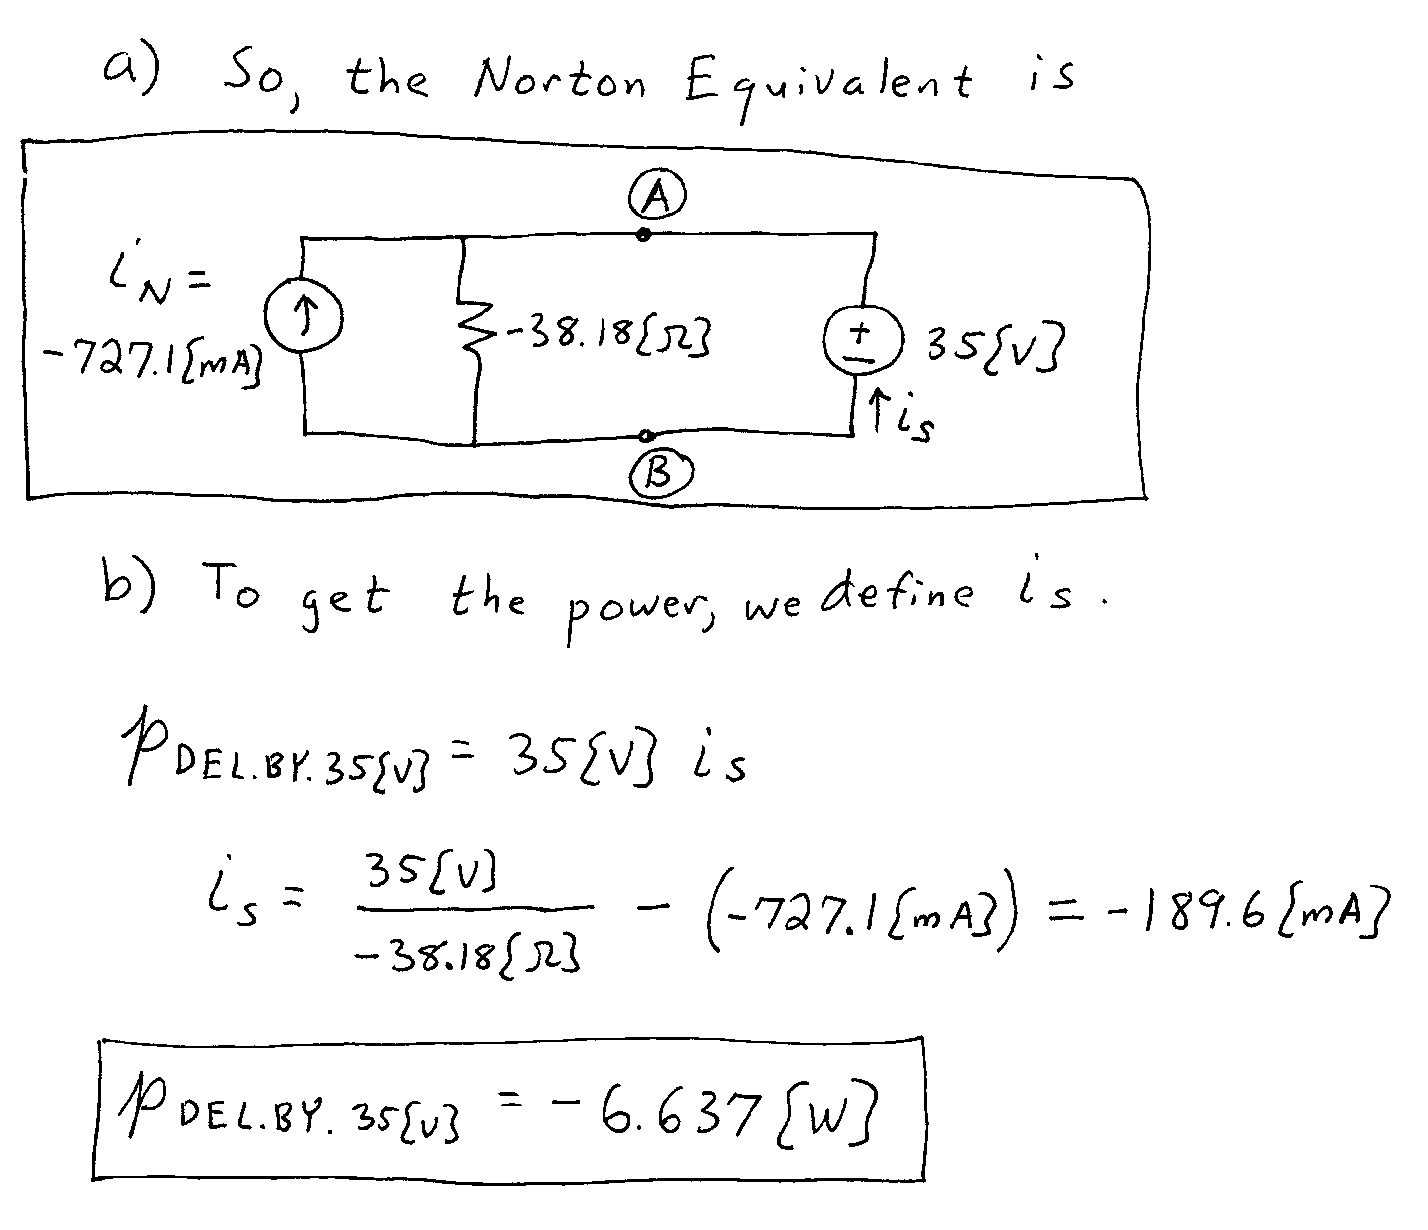 a) So, the Norton Equivalent is
A
iN =
-727.1[mA]
-38.18[Ω]
+
-
35[V]
is
B
b) To get the power, we define is.
PDEL.BY.35[V] = 35[V] is
is = 35[V] / -38.18[Ω] - (-727.1[mA]) = -189.6[mA]
PDEL.BY.35[V] = -6.637[W]